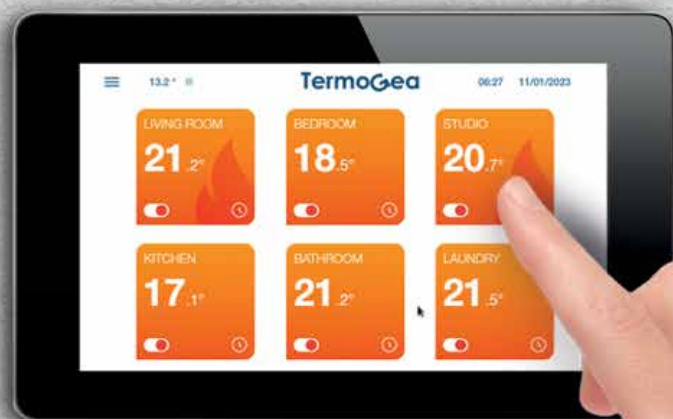 13.2°
TermoGea
06:27 11/01/2023
LIVING ROOM
21.2°
BEDROOM
18.5°
STUDIO
20.7°
KITCHEN
17.1°
BATHROOM
21.2°
LAUNDRY
21.5°